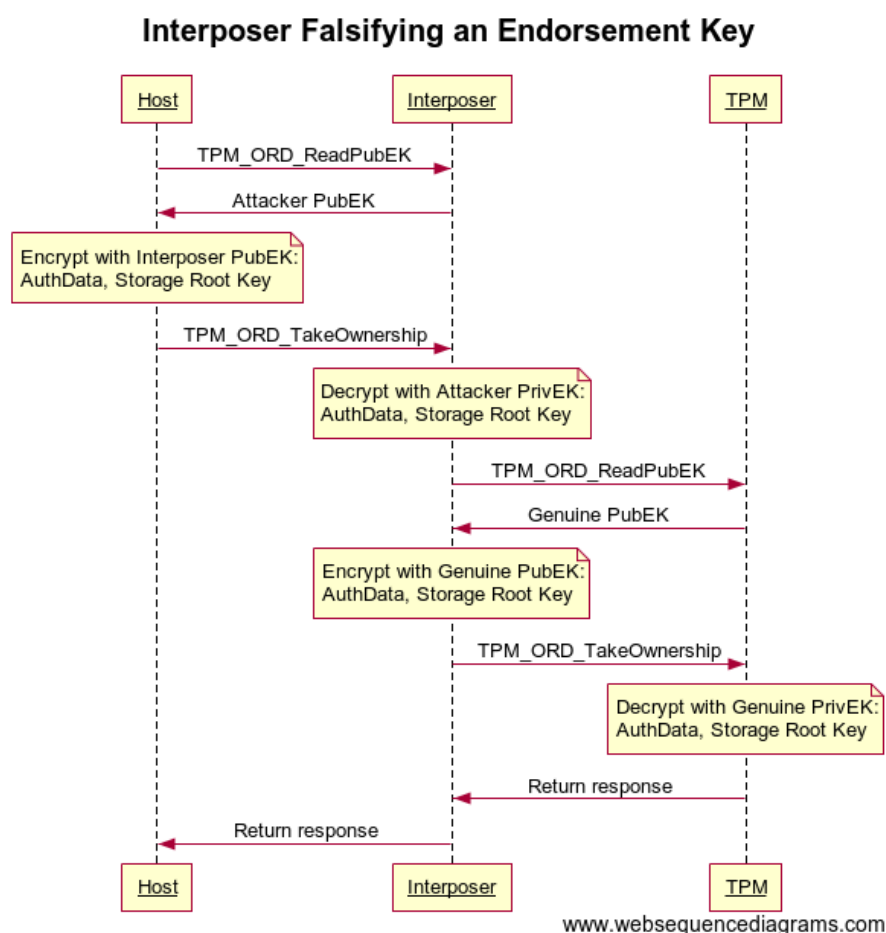 Interposer Falsifying an Endorsement Key
Host
Interposer
TPM
TPM_ORD_ReadPubEK
Attacker PubEK
Encrypt with Interposer PubEK:
AuthData, Storage Root Key
TPM_ORD_TakeOwnership
Decrypt with Attacker PrivEK:
AuthData, Storage Root Key
TPM_ORD_ReadPubEK
Genuine PubEK
Encrypt with Genuine PubEK:
AuthData, Storage Root Key
TPM_ORD_TakeOwnership
Decrypt with Genuine PrivEK:
AuthData, Storage Root Key
Return response
Return response
Host
Interposer
TPM
www.websequencediagrams.com